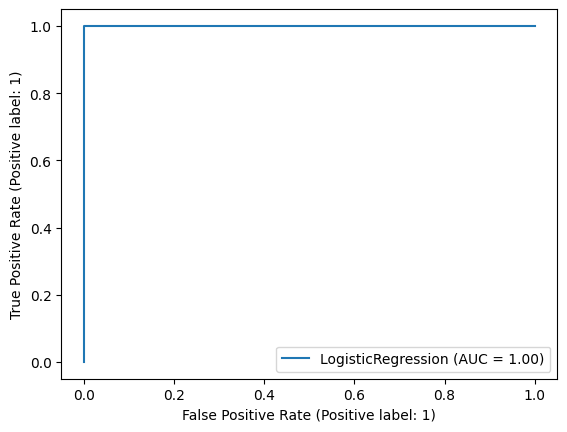 1.0
0.8
0.6
0.4
0.2
0.0
True Positive Rate (Positive label: 1)
LogisticRegression (AUC = 1.00)
0.0 0.2 0.4 0.6 0.8 1.0
False Positive Rate (Positive label: 1)